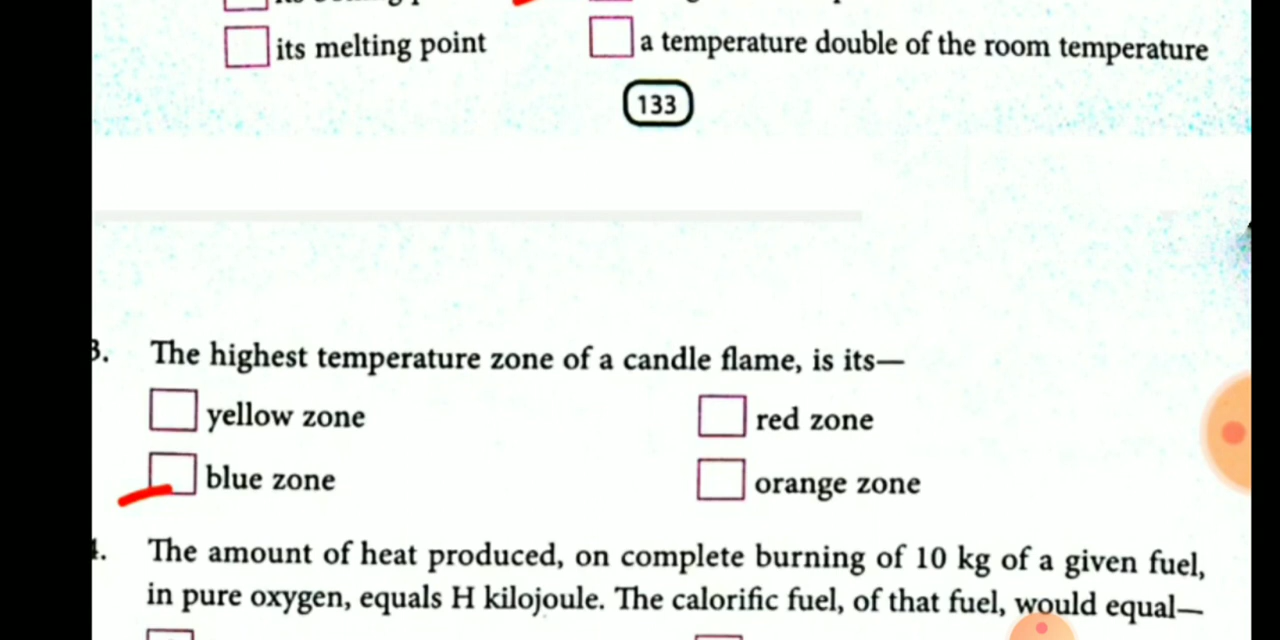 its melting point
a temperature double of the room temperature
133
3. The highest temperature zone of a candle flame, is its—
yellow zone
red zone
blue zone
orange zone
4. The amount of heat produced, on complete burning of 10 kg of a given fuel,
in pure oxygen, equals H kilojoule. The calorific fuel, of that fuel, would equal—